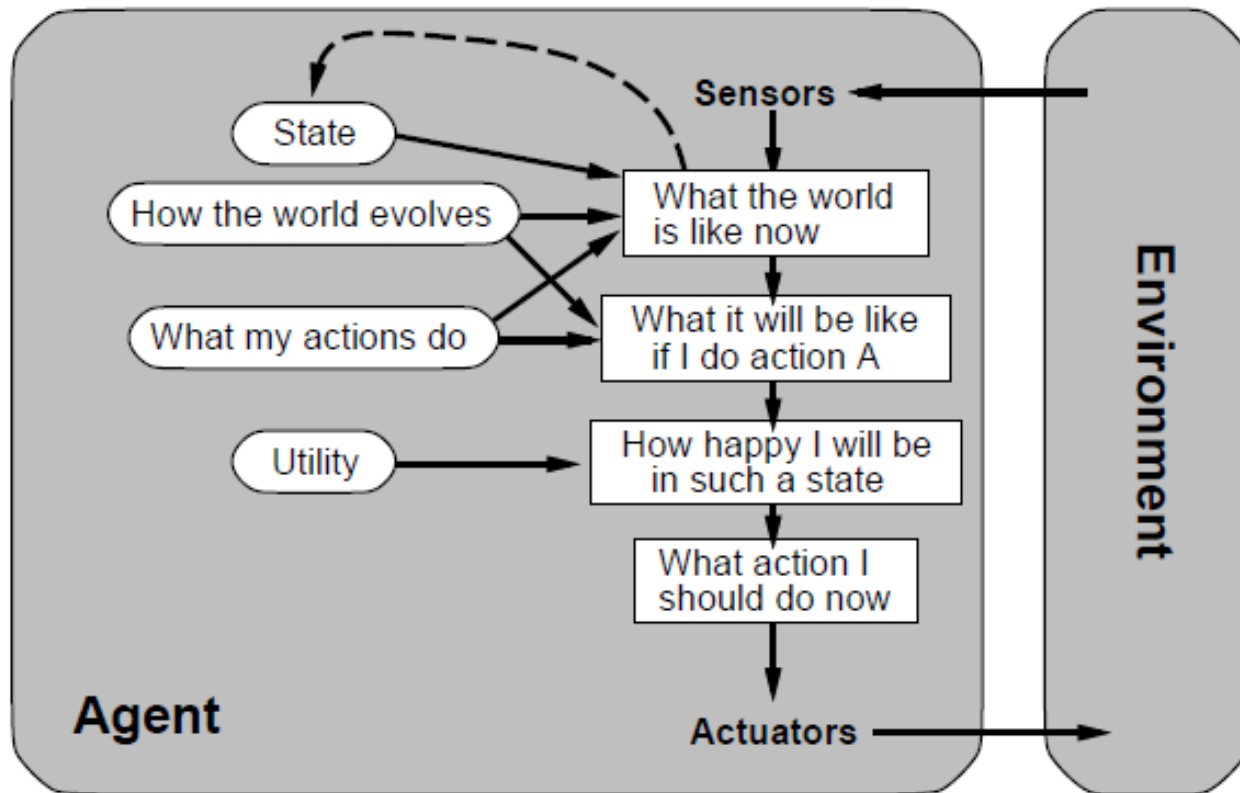 Sensors
State
What the world
is like now
How the world evolves
What it will be like
if I do action A
What my actions do
How happy I will be
in such a state
Utility
What action I
should do now
Agent
Actuators
Environment